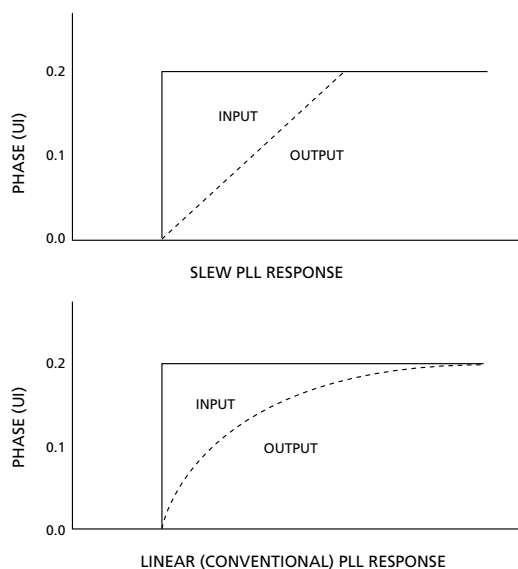 0.2
INPUT
PHASE (UI)
0.1
OUTPUT
0.0
SLEW PLL RESPONSE
0.2
INPUT
PHASE (UI)
0.1
OUTPUT
0.0
LINEAR (CONVENTIONAL) PLL RESPONSE